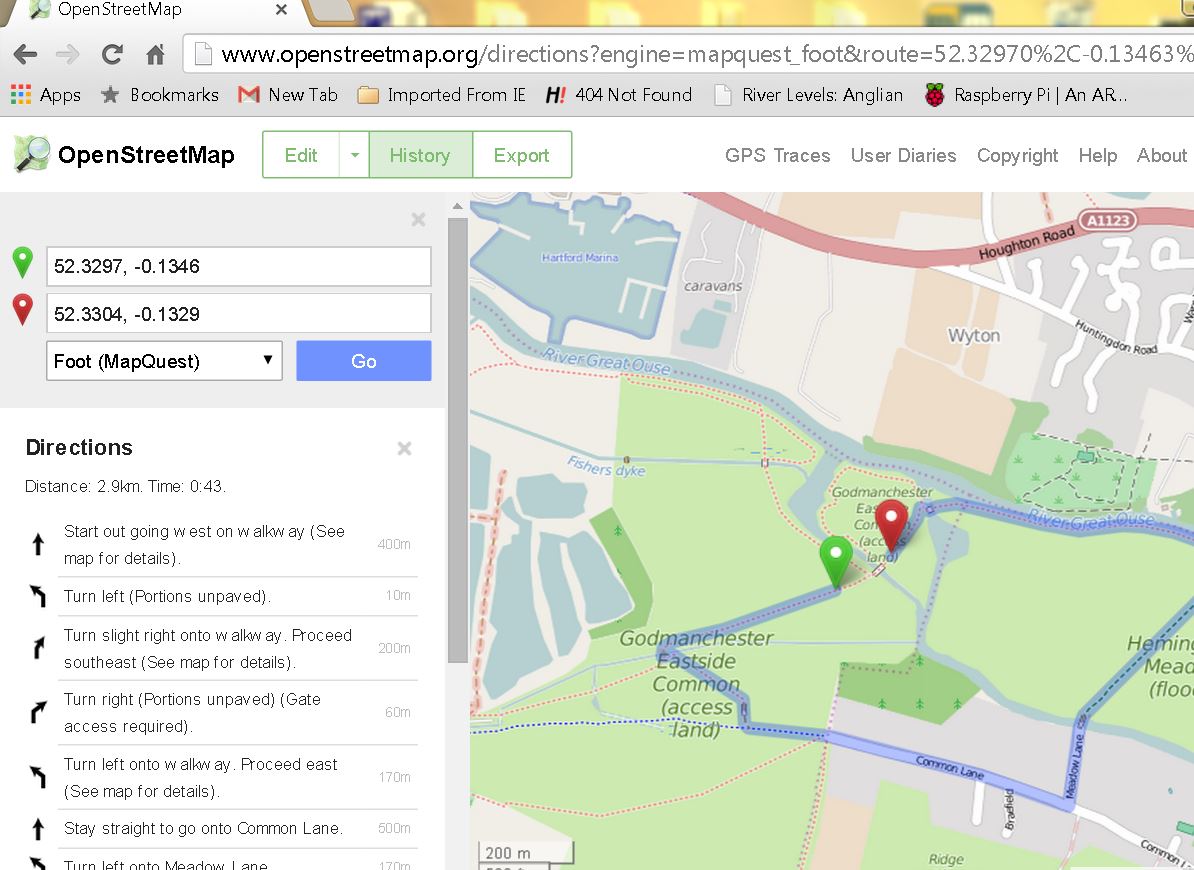 OpenStreetMap
www.openstreetmap.org/directions?engine=mapquest_foot&route=52.32970%2C-0.13463%
Apps Bookmarks New Tab Imported From IE H! 404 Not Found River Levels: Anglian Raspberry Pi | An AR...
OpenStreetMap Edit History Export GPS Traces User Diaries Copyright Help About
52.3297, -0.1346
52.3304, -0.1329
Foot (MapQuest) Go
Directions
Distance: 2.9km. Time: 0:43.
Start out going west on walkway (See
map for details).
400m
Turn left (Portions unpaved). 10m
Turn slight right onto walkway. Proceed
southeast (See map for details).
200m
Turn right (Portions unpaved) (Gate
access required).
60m
Turn left onto walkway. Proceed east
(See map for details).
170m
Stay straight to go onto Common Lane. 500m
Turn left onto Meadow Lane. 170m
A1123
Houghton Road
Hartford Marina
caravans
Wyton
Huntingdon Road
River Great Ouse
Fishers dyke
Godmanchester
Eas
Com
(acc
land)
River Great Ouse
Godmanchester
Eastside
Common
(access
land)
Heming
Mead
(floo
Common Lane
Meadow Lane
Common L
Ridge
200 m